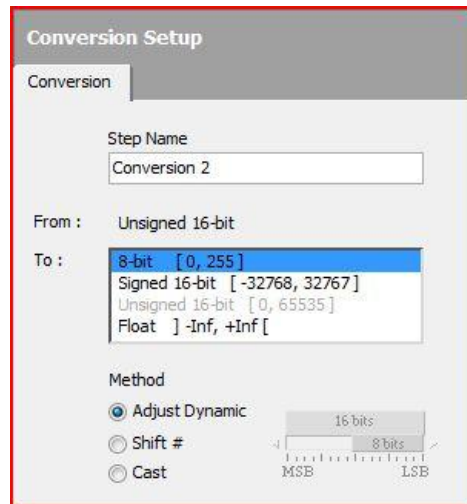 Conversion Setup
Conversion
Step Name
Conversion 2
From : Unsigned 16-bit
To :
8-bit [ 0, 255 ]
Signed 16-bit [ -32768, 32767 ]
Unsigned 16-bit [ 0, 65535 ]
Float ] -Inf, +Inf [
Method
Adjust Dynamic
Shift #
Cast
16 bits
8 bits
MSB LSB